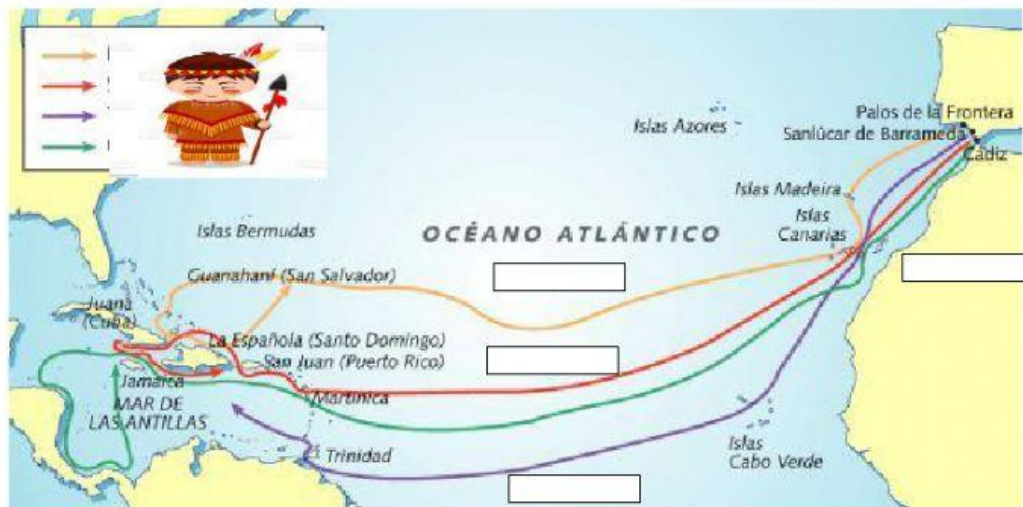 Islas Azores
Palos de la Frontera
Sanlúcar de Barrameda
Cádiz
Islas Madeira
Islas
Canarias
Islas Bermudas
OCÉANO ATLÁNTICO
Guanahaní (San Salvador)
Juana
(Cuba)
La Española (Santo Domingo)
San Juan (Puerto Rico)
Jamaica
Martinica
MAR DE
LAS ANTILLAS
Trinidad
Islas
Cabo Verde